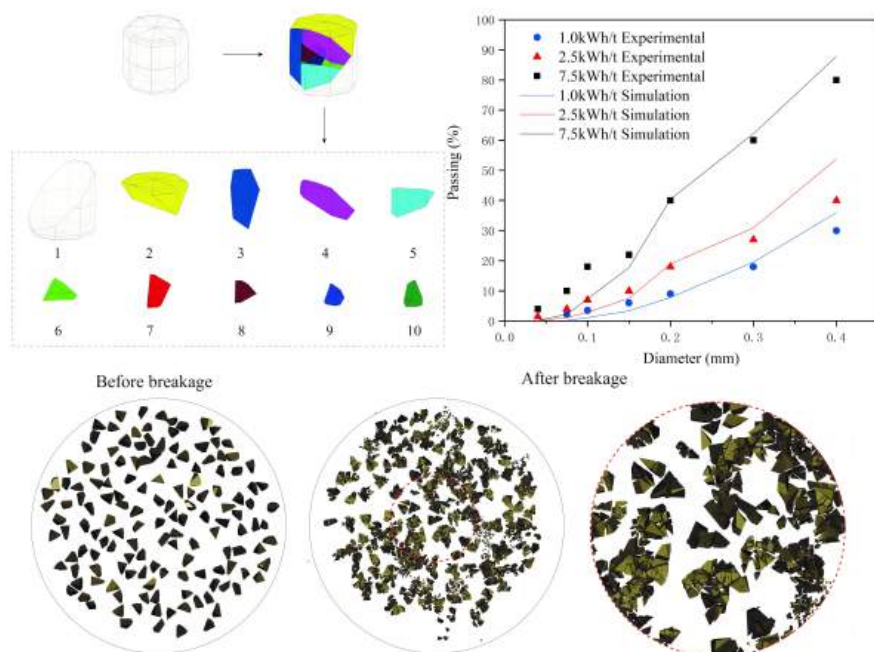 1
2
3
4
5
6
7
8
9
10
100
90
80
70
60
50
40
30
20
10
0
Passing (%)
1.0kWh/t Experimental
2.5kWh/t Experimental
7.5kWh/t Experimental
1.0kWh/t Simulation
2.5kWh/t Simulation
7.5kWh/t Simulation
0.0 0.1 0.2 0.3 0.4
Diameter (mm)
Before breakage
After breakage